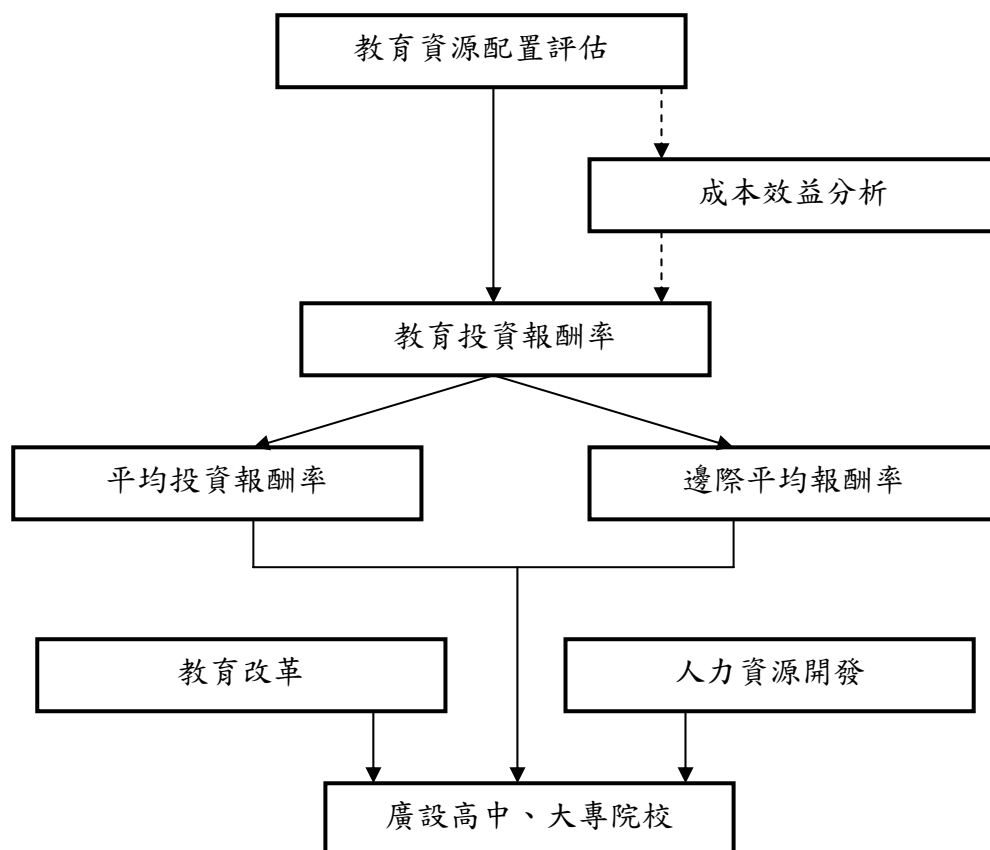 教育資源配置評估
成本效益分析
教育投資報酬率
平均投資報酬率
邊際平均報酬率
教育改革
人力資源開發
廣設高中、大專院校